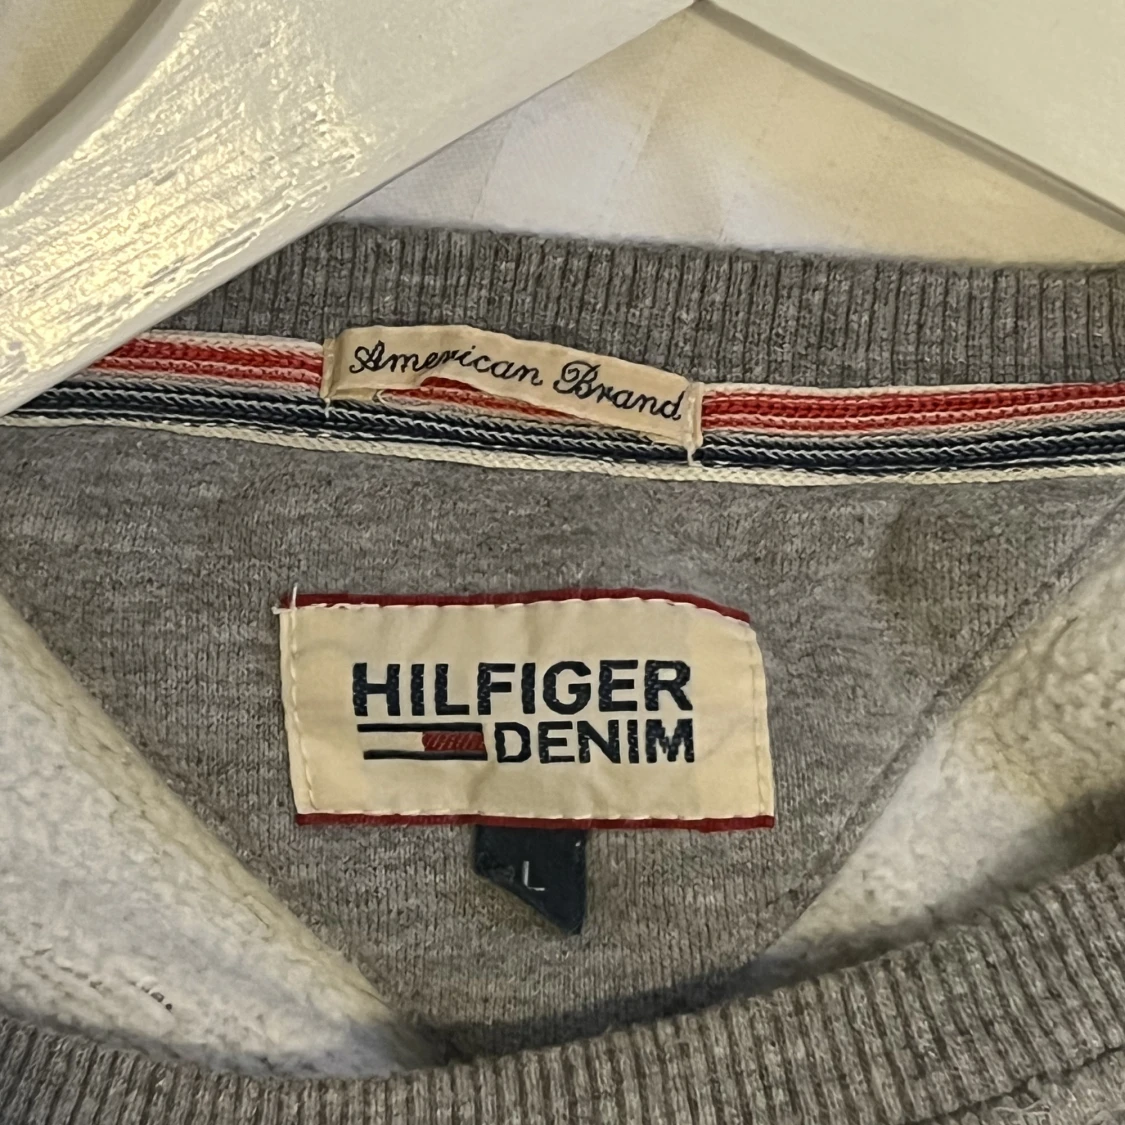 American Brand
HILFIGER
DENIM
L